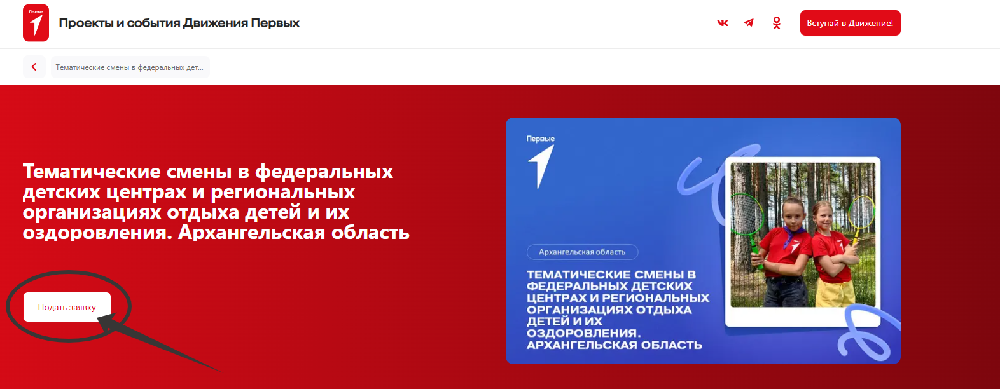 Первые
Проекты и события Движения Первых
Вступай в Движение!
Тематические смены в федеральных дет...
Тематические смены в федеральных
детских центрах и региональных
организациях отдыха детей и их
оздоровления. Архангельская область
Подать заявку
Первые
Архангельская область
ТЕМАТИЧЕСКИЕ СМЕНЫ В
ФЕДЕРАЛЬНЫХ ДЕТСКИХ
ЦЕНТРАХ И РЕГИОНАЛЬНЫХ
ОРГАНИЗАЦИЯХ ОТДЫХА
ДЕТЕЙ И ИХ
ОЗДОРОВЛЕНИЯ.
АРХАНГЕЛЬСКАЯ ОБЛАСТЬ